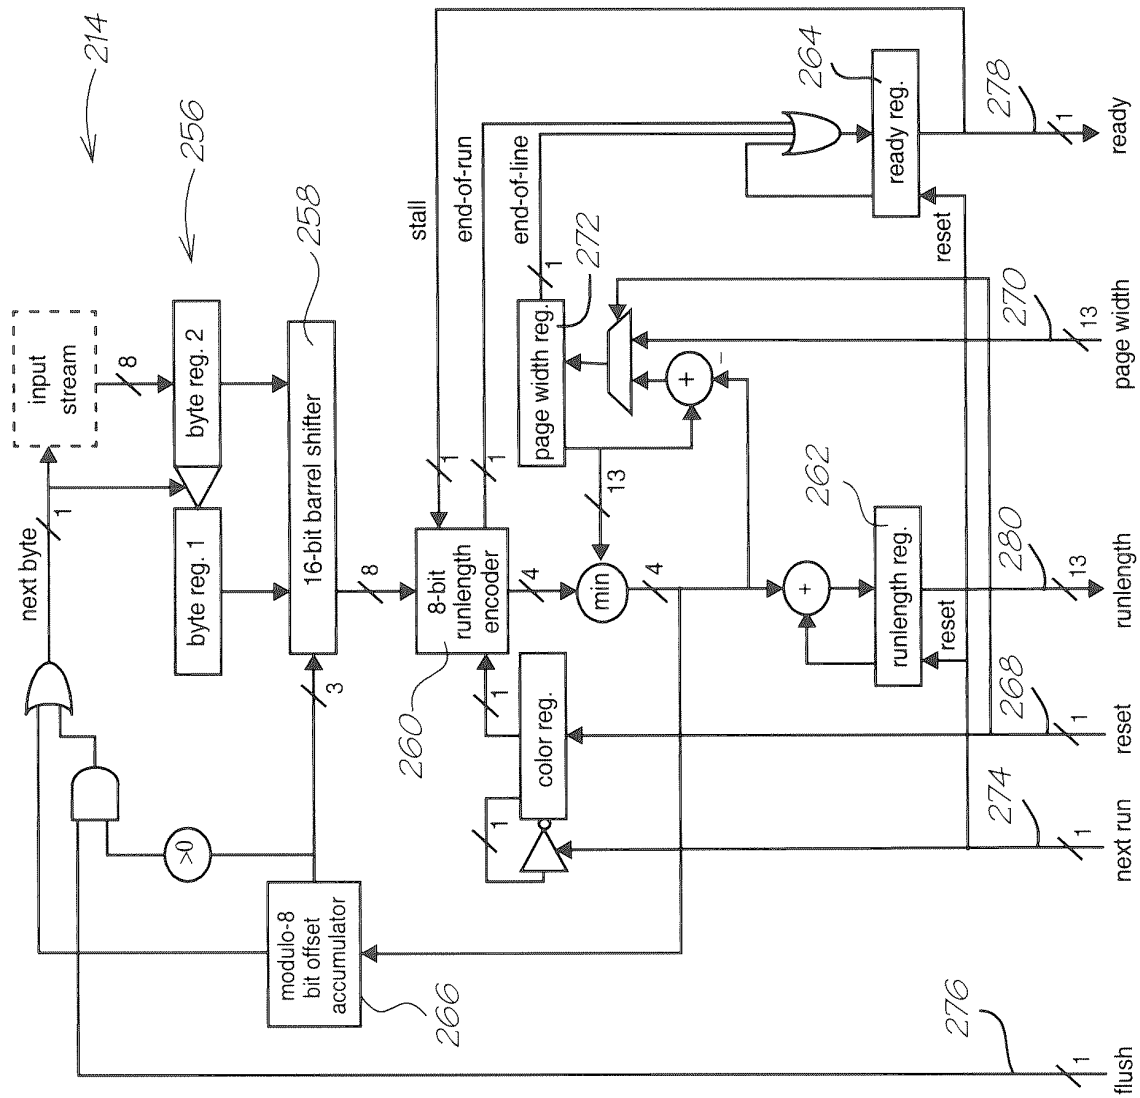 214
256
258
input
stream
8
next byte
1
byte reg. 1
byte reg. 2
16-bit barrel shifter
3
8
>0
modulo-8
bit offset
accumulator
266
stall
end-of-run
end-of-line
1
1
1
8-bit
runlength
encoder
260
4
min
4
13
page width reg.
272
+
−
color reg.
1
1
+
runlength reg.
262
reset
ready reg.
264
reset
flush
1
276
next run
1
274
reset
1
268
runlength
13
280
page width
13
270
ready
1
278